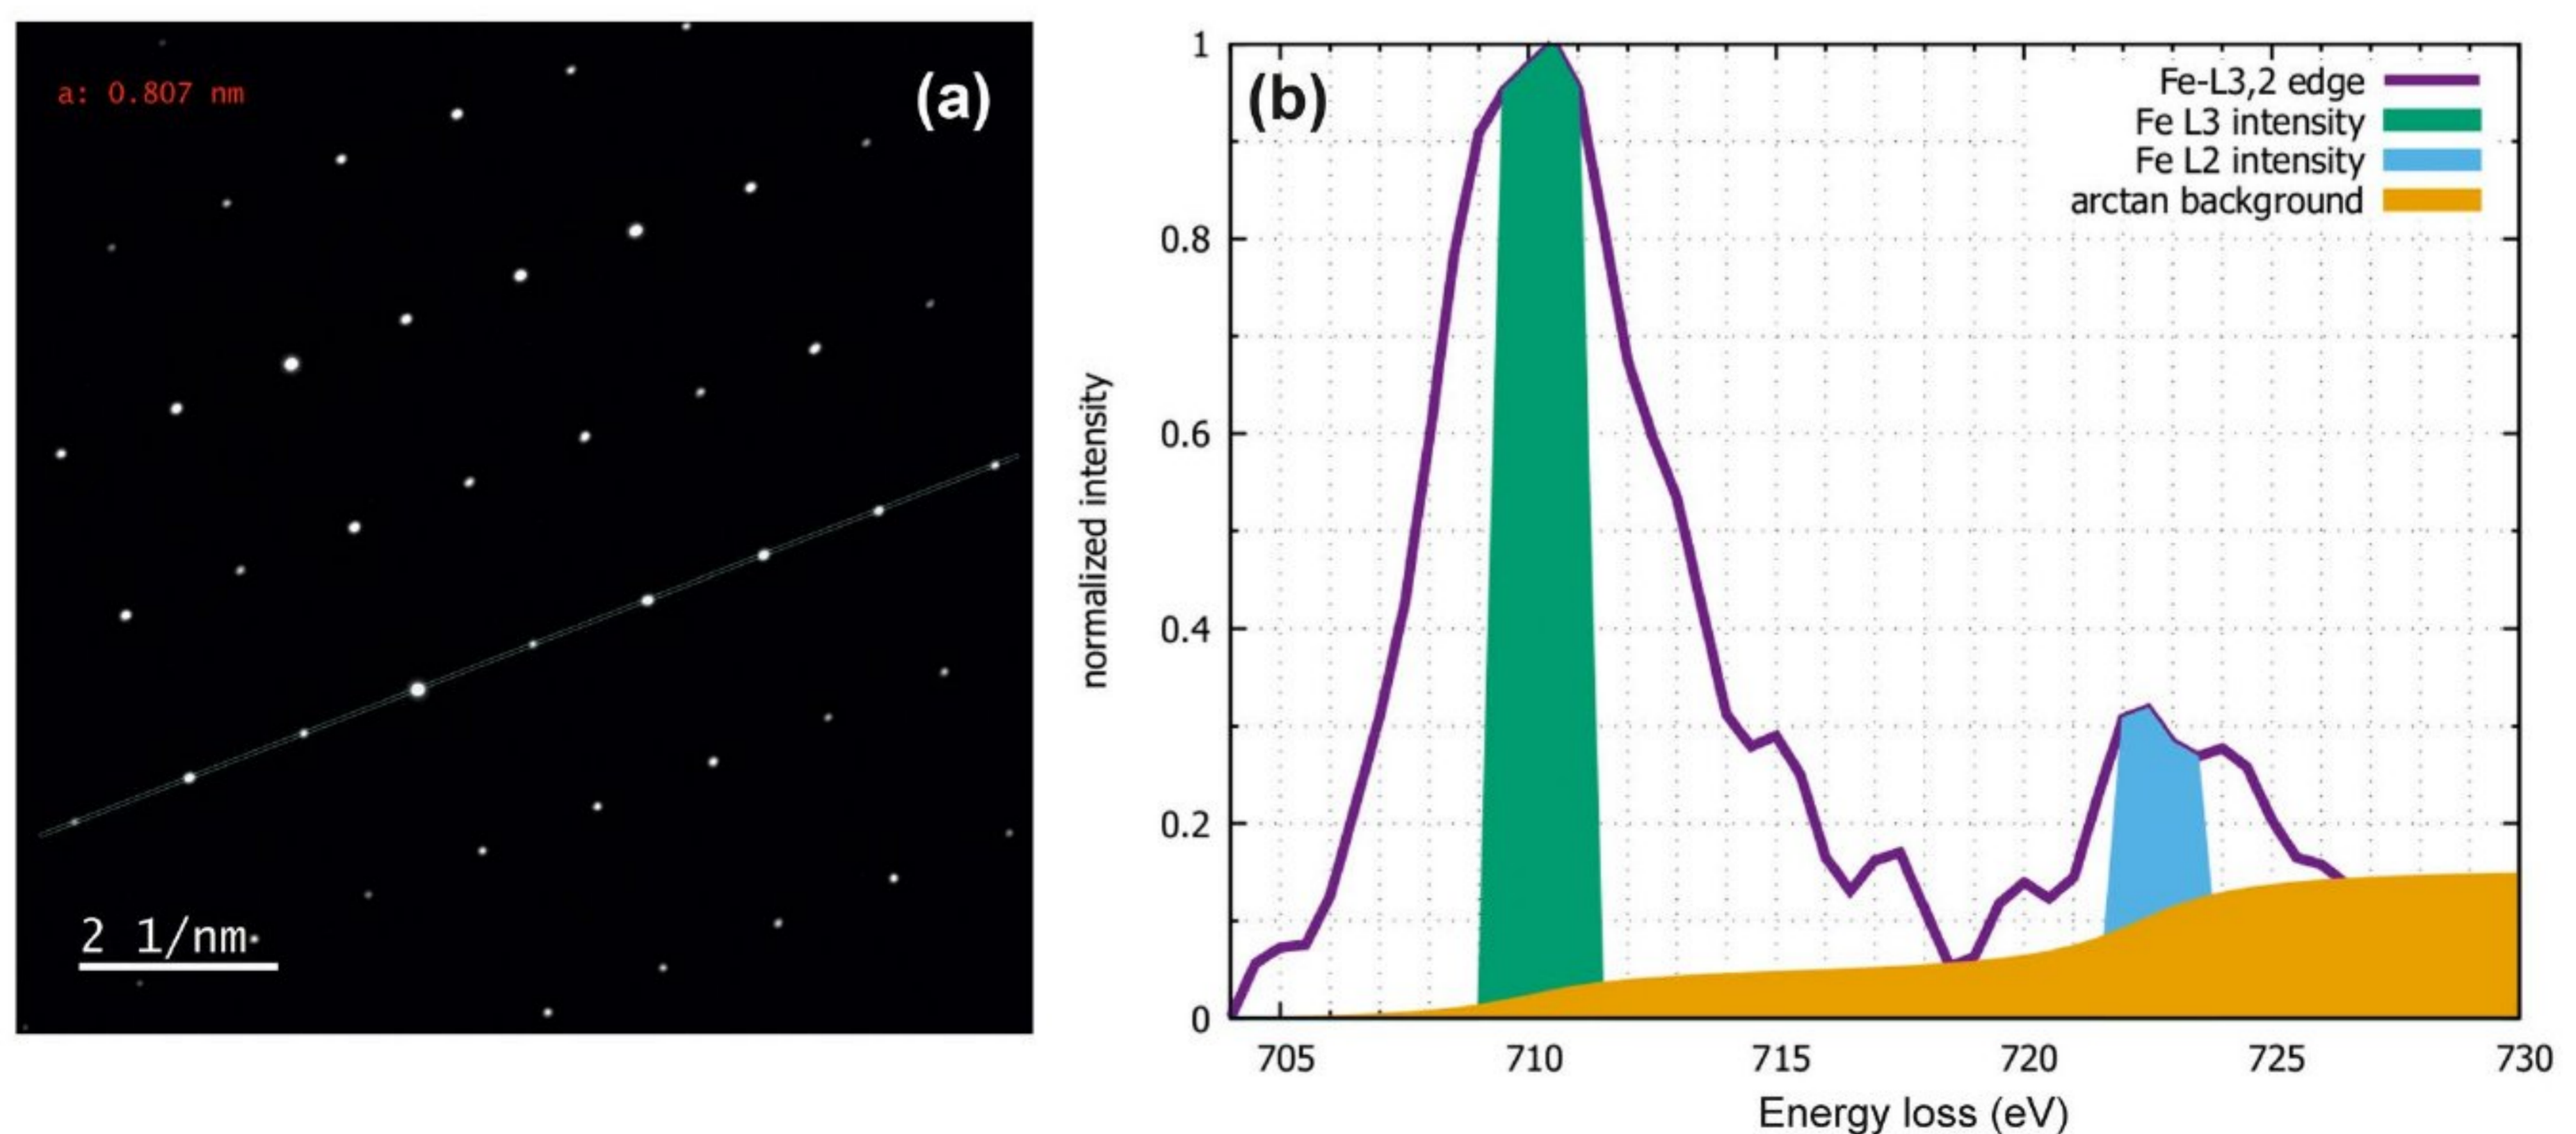 a: 0.807 nm
(a)
2 1/nm
(b)
Fe-L3,2 edge
Fe L3 intensity
Fe L2 intensity
arctan background
normalized intensity
1
0.8
0.6
0.4
0.2
0
705 710 715 720 725 730
Energy loss (eV)